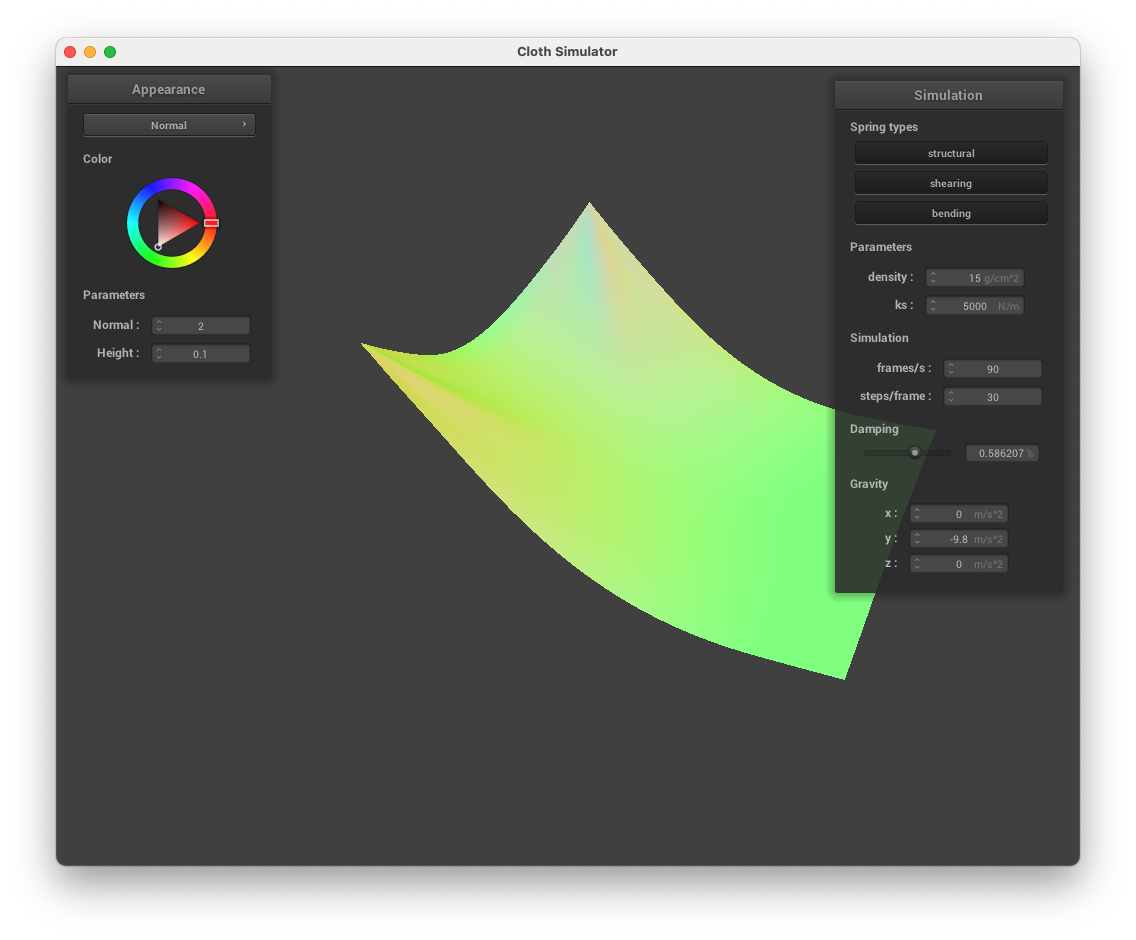 Cloth Simulator
Appearance
Normal ›
Color
Parameters
Normal : 2
Height : 0.1
Simulation
Spring types
structural
shearing
bending
Parameters
density : 15 g/cm^2
ks : 5000 N/m
Simulation
frames/s : 90
steps/frame : 30
Damping
0.586207 %
Gravity
x : 0 m/s^2
y : -9.8 m/s^2
z : 0 m/s^2